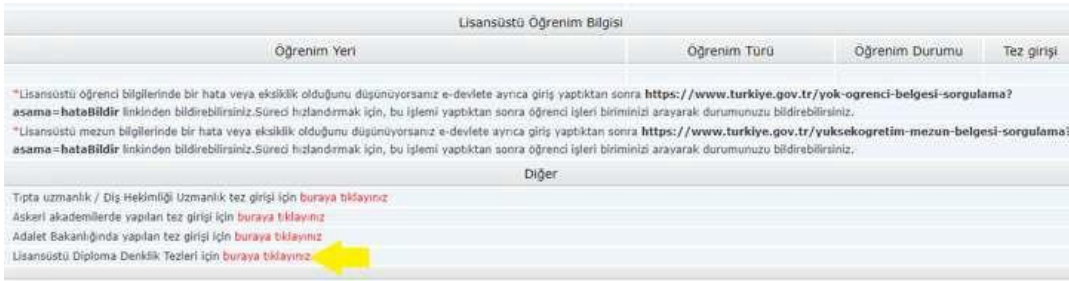 Lisansüstü Öğrenim Bilgisi
Öğrenim Yeri Öğrenim Türü Öğrenim Durumu Tez girişi
*Lisansüstü öğrenci bilgilerinde bir hata veya eksiklik olduğunu düşünüyorsanız e-devlete ayrıca giriş yaptıktan sonra https://www.turkiye.gov.tr/yok-ogrenci-belgesi-sorgulama?
asama=hataBildir linkinden bildirebilirsiniz.Süreci hızlandırmak için, bu işlemi yaptıktan sonra öğrenci işleri biriminizi arayarak durumunuzu bildirebilirsiniz.
*Lisansüstü mezun bilgilerinde bir hata veya eksiklik olduğunu düşünüyorsanız e-devlete ayrıca giriş yaptıktan sonra https://www.turkiye.gov.tr/yuksekogretim-mezun-belgesi-sorgulama?
asama=hataBildir linkinden bildirebilirsiniz.Süreci hızlandırmak için, bu işlemi yaptıktan sonra öğrenci işleri biriminizi arayarak durumunuzu bildirebilirsiniz.
Diğer
Tıpta uzmanlık / Diş Hekimliği Uzmanlık tez girişi için buraya tıklayınız
Askeri akademilerde yapılan tez girişi için buraya tıklayınız
Adalet Bakanlığında yapılan tez girişi için buraya tıklayınız
Lisansüstü Diploma Denklik Tezleri için buraya tıklayınız